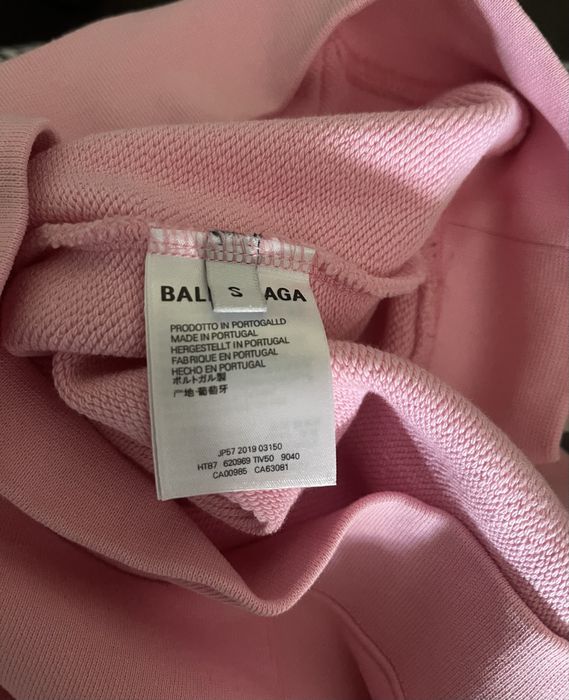 BAL S AGA
PRODOTTO IN PORTOGALLO
MADE IN PORTUGAL
HERGESTELLT IN PORTUGAL
FABRIQUE EN PORTUGAL
HECHO EN PORTUGAL
ポルトガル製
产地·葡萄牙
JP57 2019 03150
HT87 620969 TIV50 9040
CA00985 CA63081